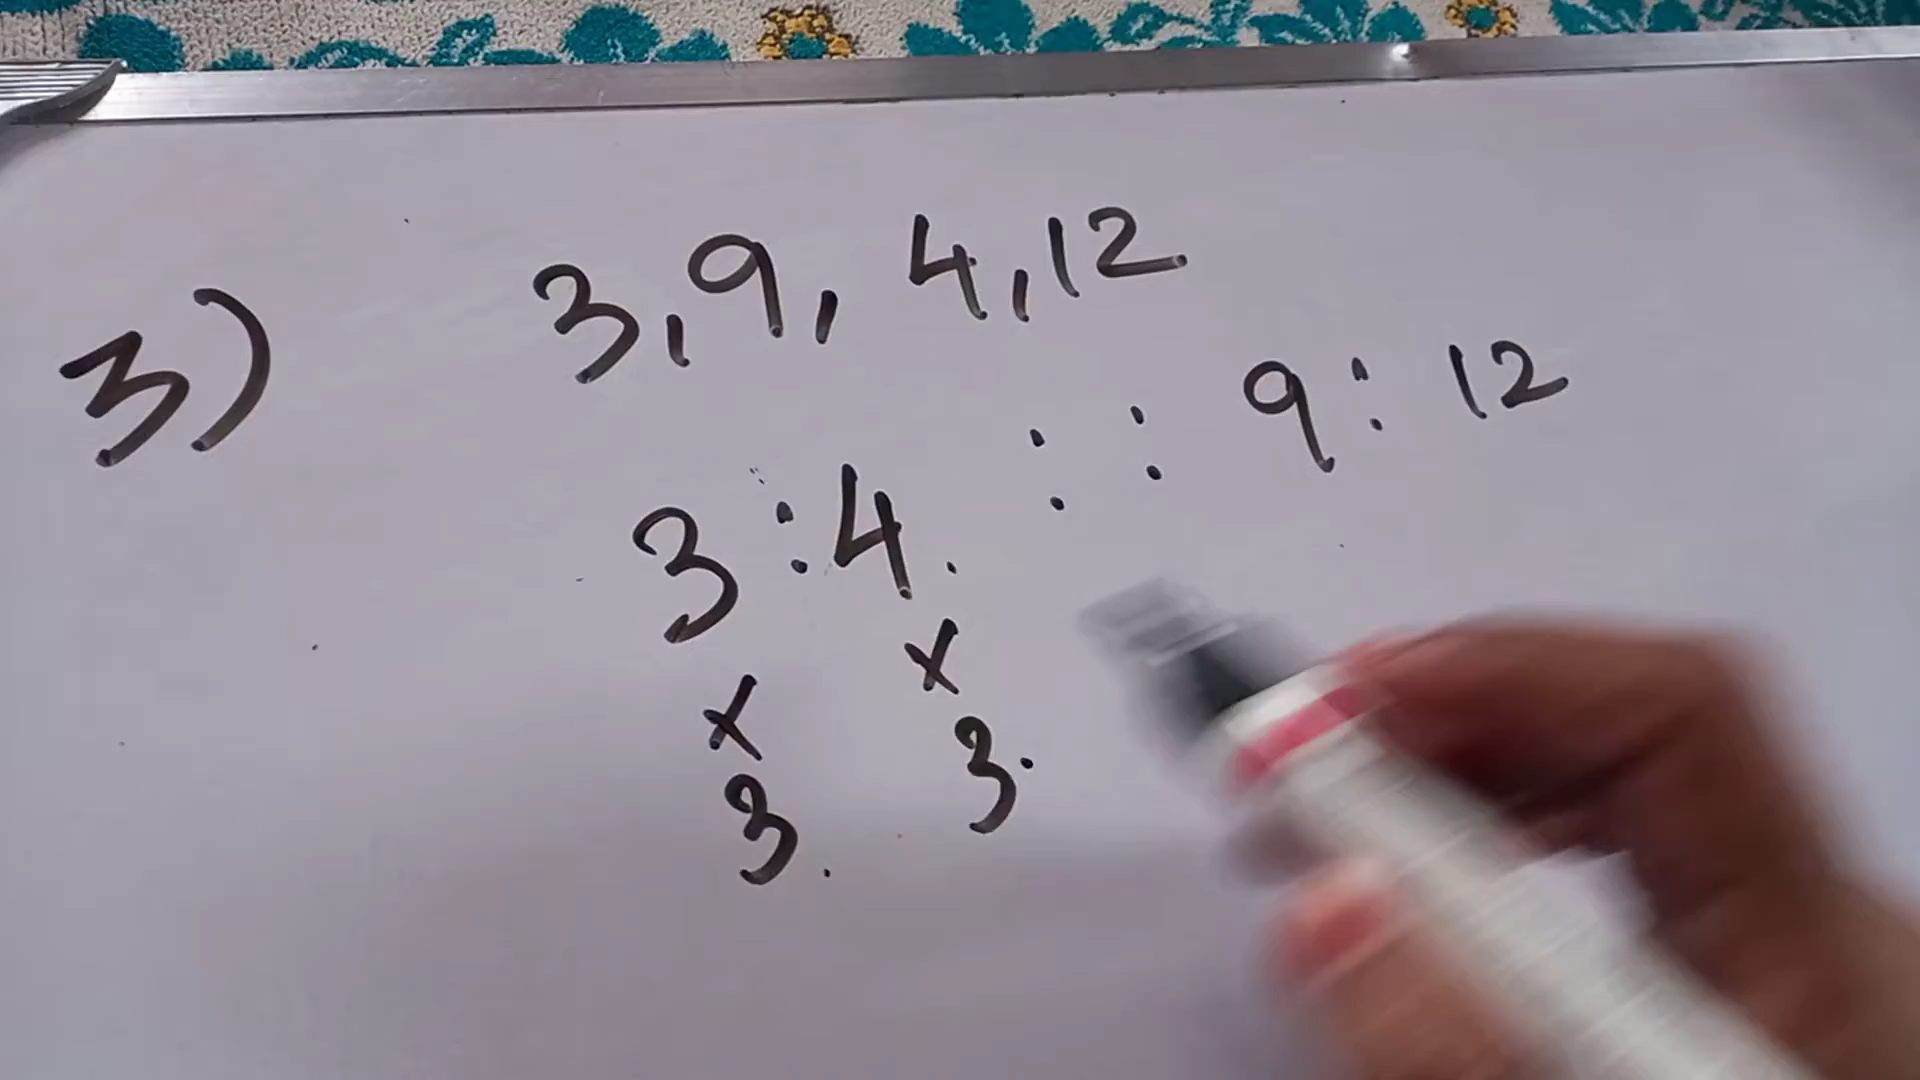 3) 3, 9, 4, 12
3 : 4 : : 9 : 12
× ×
3 3